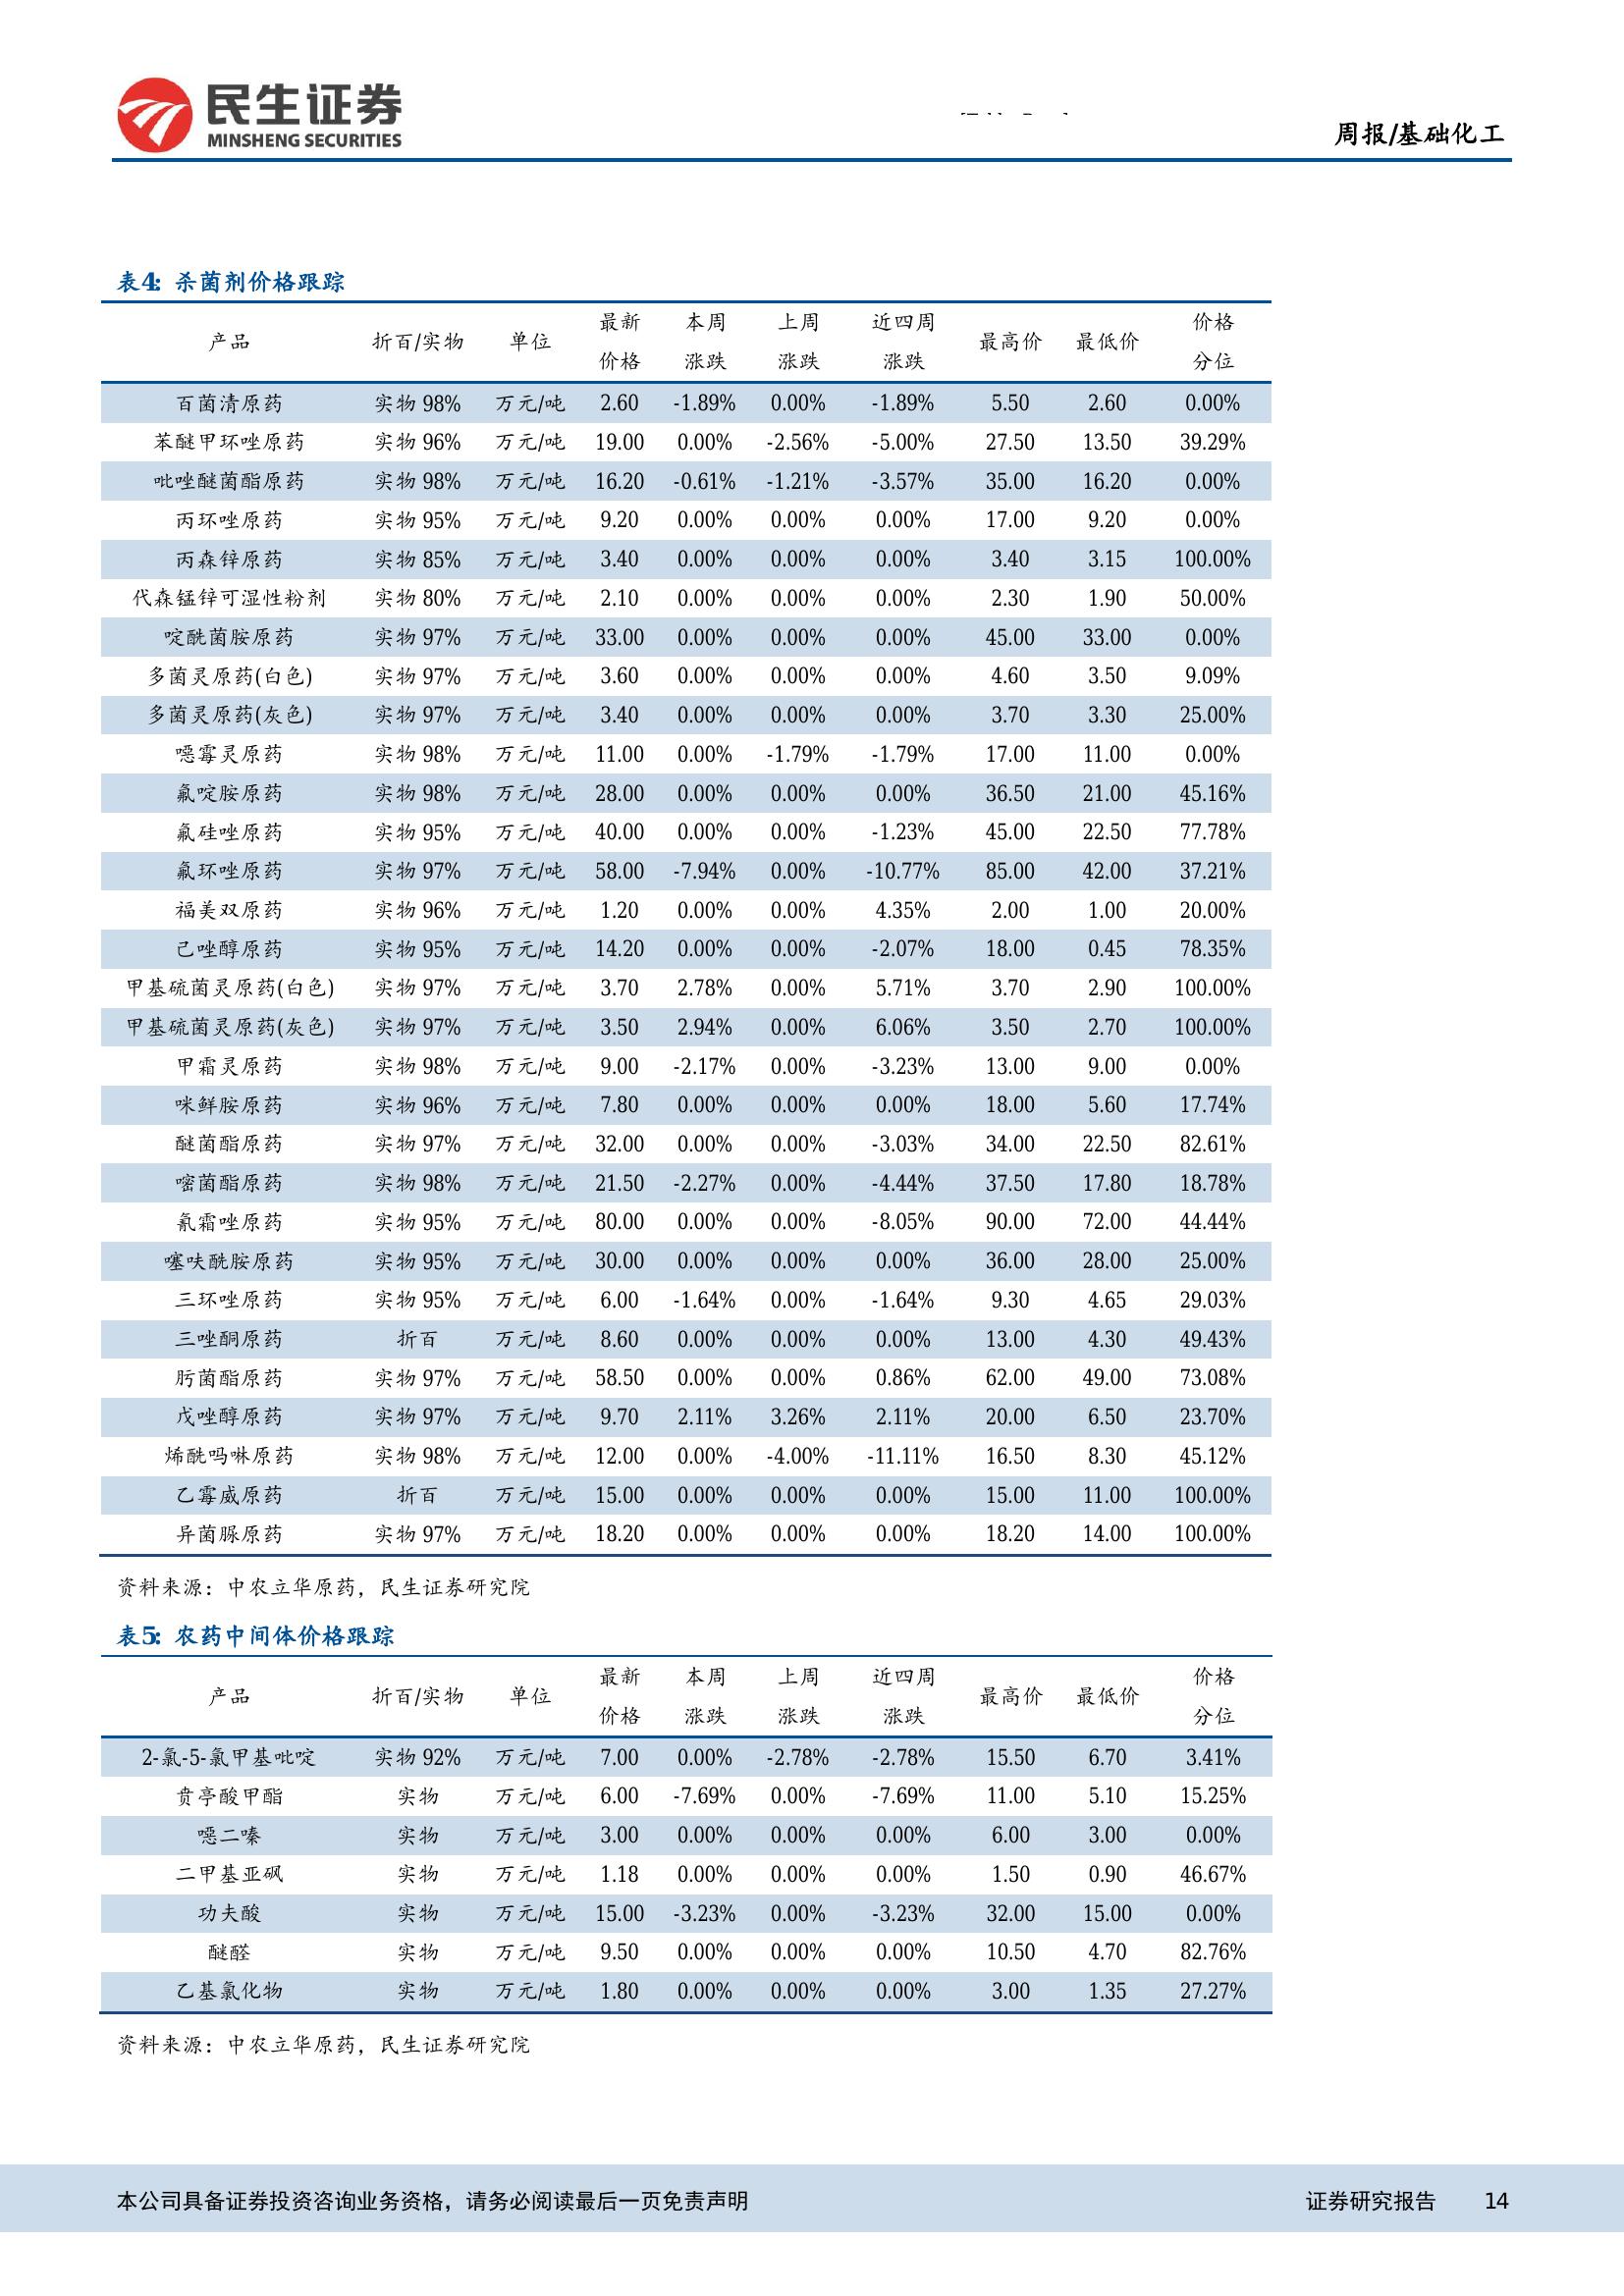 民生证券
MINSHENG SECURITIES
周报/基础化工
表4: 杀菌剂价格跟踪
产品 折百/实物 单位 最新价格 本周涨跌 上周涨跌 近四周涨跌 最高价 最低价 价格分位
百菌清原药 实物 98% 万元/吨 2.60 -1.89% 0.00% -1.89% 5.50 2.60 0.00%
苯醚甲环唑原药 实物 96% 万元/吨 19.00 0.00% -2.56% -5.00% 27.50 13.50 39.29%
吡唑醚菌酯原药 实物 98% 万元/吨 16.20 -0.61% -1.21% -3.57% 35.00 16.20 0.00%
丙环唑原药 实物 95% 万元/吨 9.20 0.00% 0.00% 0.00% 17.00 9.20 0.00%
丙森锌原药 实物 85% 万元/吨 3.40 0.00% 0.00% 0.00% 3.40 3.15 100.00%
代森锰锌可湿性粉剂 实物 80% 万元/吨 2.10 0.00% 0.00% 0.00% 2.30 1.90 50.00%
啶酰菌胺原药 实物 97% 万元/吨 33.00 0.00% 0.00% 0.00% 45.00 33.00 0.00%
多菌灵原药(白色) 实物 97% 万元/吨 3.60 0.00% 0.00% 0.00% 4.60 3.50 9.09%
多菌灵原药(灰色) 实物 97% 万元/吨 3.40 0.00% 0.00% 0.00% 3.70 3.30 25.00%
噁霉灵原药 实物 98% 万元/吨 11.00 0.00% -1.79% -1.79% 17.00 11.00 0.00%
氟啶胺原药 实物 98% 万元/吨 28.00 0.00% 0.00% 0.00% 36.50 21.00 45.16%
氟硅唑原药 实物 95% 万元/吨 40.00 0.00% 0.00% -1.23% 45.00 22.50 77.78%
氟环唑原药 实物 97% 万元/吨 58.00 -7.94% 0.00% -10.77% 85.00 42.00 37.21%
福美双原药 实物 96% 万元/吨 1.20 0.00% 0.00% 4.35% 2.00 1.00 20.00%
己唑醇原药 实物 95% 万元/吨 14.20 0.00% 0.00% -2.07% 18.00 0.45 78.35%
甲基硫菌灵原药(白色) 实物 97% 万元/吨 3.70 2.78% 0.00% 5.71% 3.70 2.90 100.00%
甲基硫菌灵原药(灰色) 实物 97% 万元/吨 3.50 2.94% 0.00% 6.06% 3.50 2.70 100.00%
甲霜灵原药 实物 98% 万元/吨 9.00 -2.17% 0.00% -3.23% 13.00 9.00 0.00%
咪鲜胺原药 实物 96% 万元/吨 7.80 0.00% 0.00% 0.00% 18.00 5.60 17.74%
醚菌酯原药 实物 97% 万元/吨 32.00 0.00% 0.00% -3.03% 34.00 22.50 82.61%
嘧菌酯原药 实物 98% 万元/吨 21.50 -2.27% 0.00% -4.44% 37.50 17.80 18.78%
氰霜唑原药 实物 95% 万元/吨 80.00 0.00% 0.00% -8.05% 90.00 72.00 44.44%
噻呋酰胺原药 实物 95% 万元/吨 30.00 0.00% 0.00% 0.00% 36.00 28.00 25.00%
三环唑原药 实物 95% 万元/吨 6.00 -1.64% 0.00% -1.64% 9.30 4.65 29.03%
三唑酮原药 折百 万元/吨 8.60 0.00% 0.00% 0.00% 13.00 4.30 49.43%
肟菌酯原药 实物 97% 万元/吨 58.50 0.00% 0.00% 0.86% 62.00 49.00 73.08%
戊唑醇原药 实物 97% 万元/吨 9.70 2.11% 3.26% 2.11% 20.00 6.50 23.70%
烯酰吗啉原药 实物 98% 万元/吨 12.00 0.00% -4.00% -11.11% 16.50 8.30 45.12%
乙霉威原药 折百 万元/吨 15.00 0.00% 0.00% 0.00% 15.00 11.00 100.00%
异菌脲原药 实物 97% 万元/吨 18.20 0.00% 0.00% 0.00% 18.20 14.00 100.00%
资料来源：中农立华原药，民生证券研究院
表5: 农药中间体价格跟踪
产品 折百/实物 单位 最新价格 本周涨跌 上周涨跌 近四周涨跌 最高价 最低价 价格分位
2-氯-5-氯甲基吡啶 实物 92% 万元/吨 7.00 0.00% -2.78% -2.78% 15.50 6.70 3.41%
贲亭酸甲酯 实物 万元/吨 6.00 -7.69% 0.00% -7.69% 11.00 5.10 15.25%
噁二嗪 实物 万元/吨 3.00 0.00% 0.00% 0.00% 6.00 3.00 0.00%
二甲基亚砜 实物 万元/吨 1.18 0.00% 0.00% 0.00% 1.50 0.90 46.67%
功夫酸 实物 万元/吨 15.00 -3.23% 0.00% -3.23% 32.00 15.00 0.00%
醚醛 实物 万元/吨 9.50 0.00% 0.00% 0.00% 10.50 4.70 82.76%
乙基氯化物 实物 万元/吨 1.80 0.00% 0.00% 0.00% 3.00 1.35 27.27%
资料来源：中农立华原药，民生证券研究院
本公司具备证券投资咨询业务资格，请务必阅读最后一页免责声明 证券研究报告 14